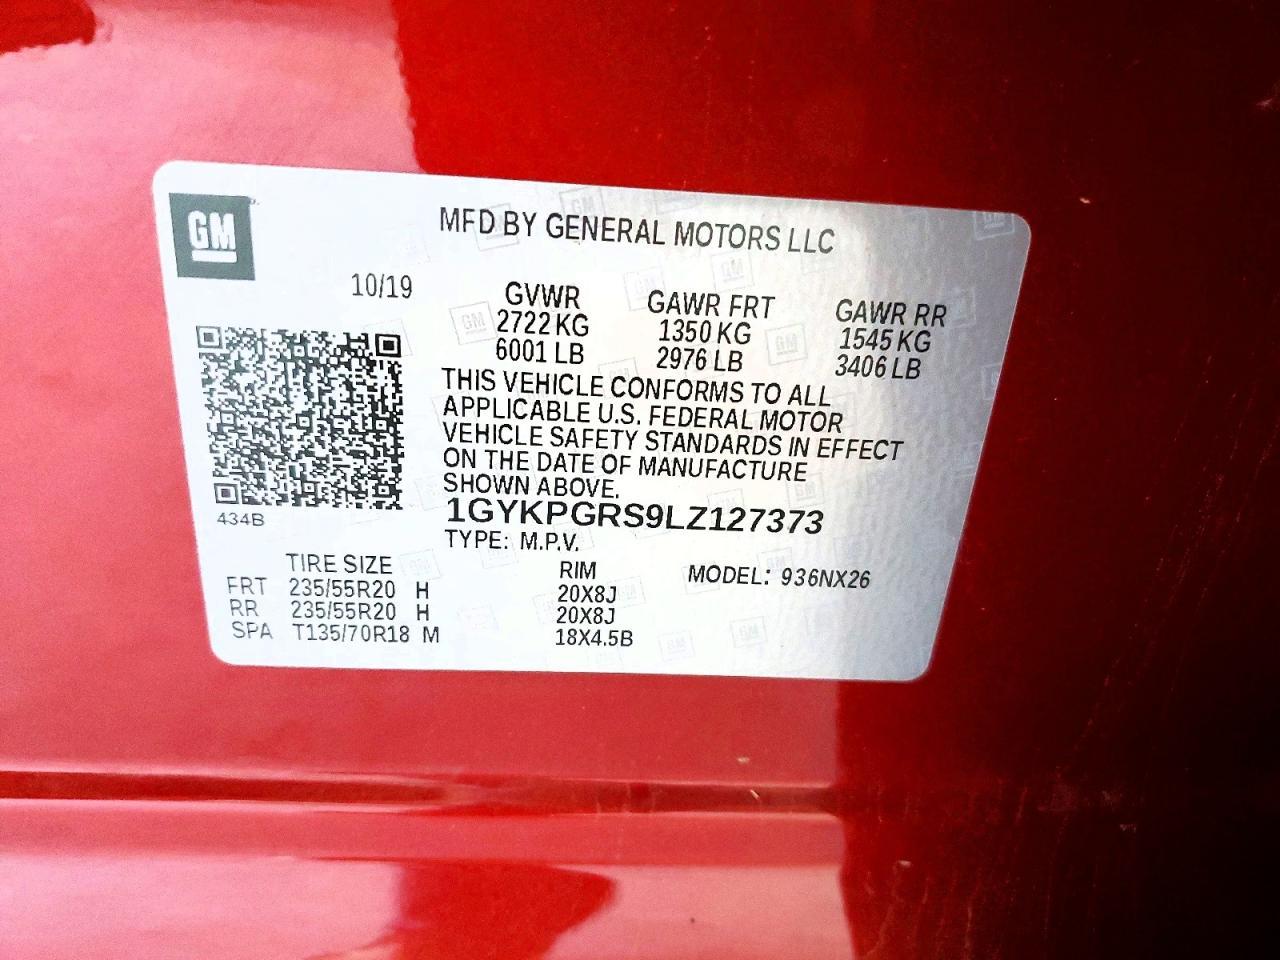 GM
MFD BY GENERAL MOTORS LLC
10/19
GVWR GAWR FRT GAWR RR
2722 KG 1350 KG 1545 KG
6001 LB 2976 LB 3406 LB
THIS VEHICLE CONFORMS TO ALL
APPLICABLE U.S. FEDERAL MOTOR
VEHICLE SAFETY STANDARDS IN EFFECT
ON THE DATE OF MANUFACTURE
SHOWN ABOVE.
434B
1GYKPGRS9LZ127373
TYPE: M.P.V.
TIRE SIZE RIM MODEL: 936NX26
FRT 235/55R20 H 20X8J
RR 235/55R20 H 20X8J
SPA T135/70R18 M 18X4.5B